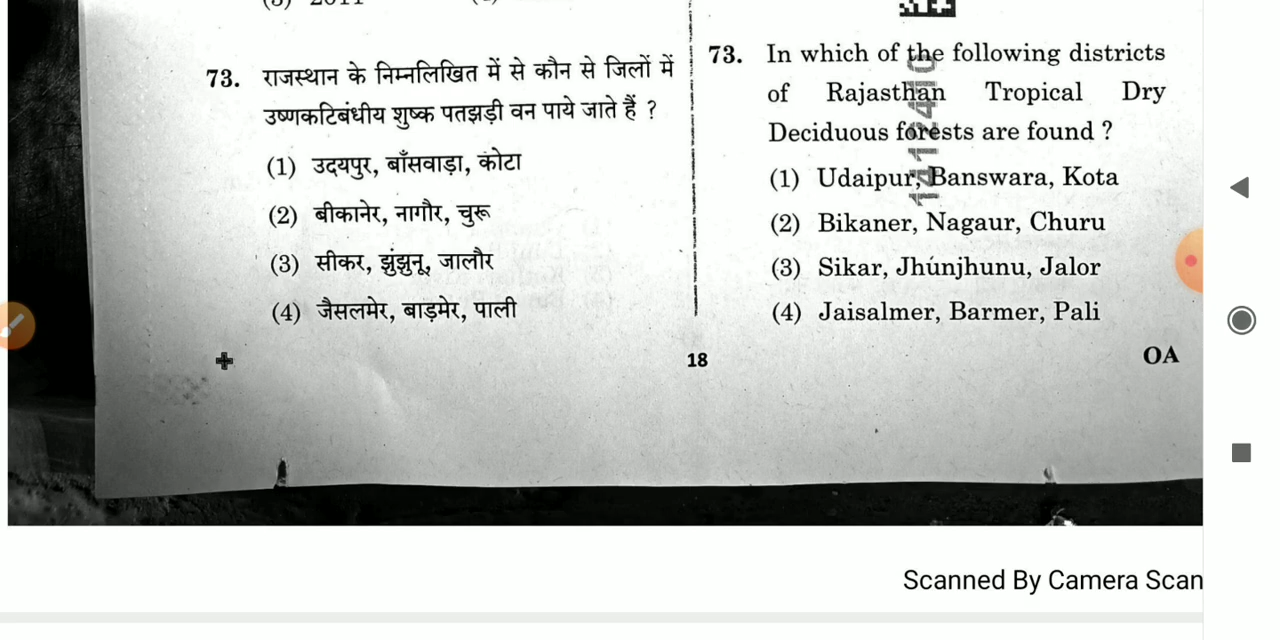 73. राजस्थान के निम्नलिखित में से कौन से जिलों में
उष्णकटिबंधीय शुष्क पतझड़ी वन पाये जाते हैं ?
(1) उदयपुर, बाँसवाड़ा, कोटा
(2) बीकानेर, नागौर, चुरू
(3) सीकर, झुंझुनू, जालौर
(4) जैसलमेर, बाड़मेर, पाली
73. In which of the following districts
of Rajasthan Tropical Dry
Deciduous forests are found ?
(1) Udaipur, Banswara, Kota
(2) Bikaner, Nagaur, Churu
(3) Sikar, Jhunjhunu, Jalor
(4) Jaisalmer, Barmer, Pali
18
OA
Scanned By Camera Scan